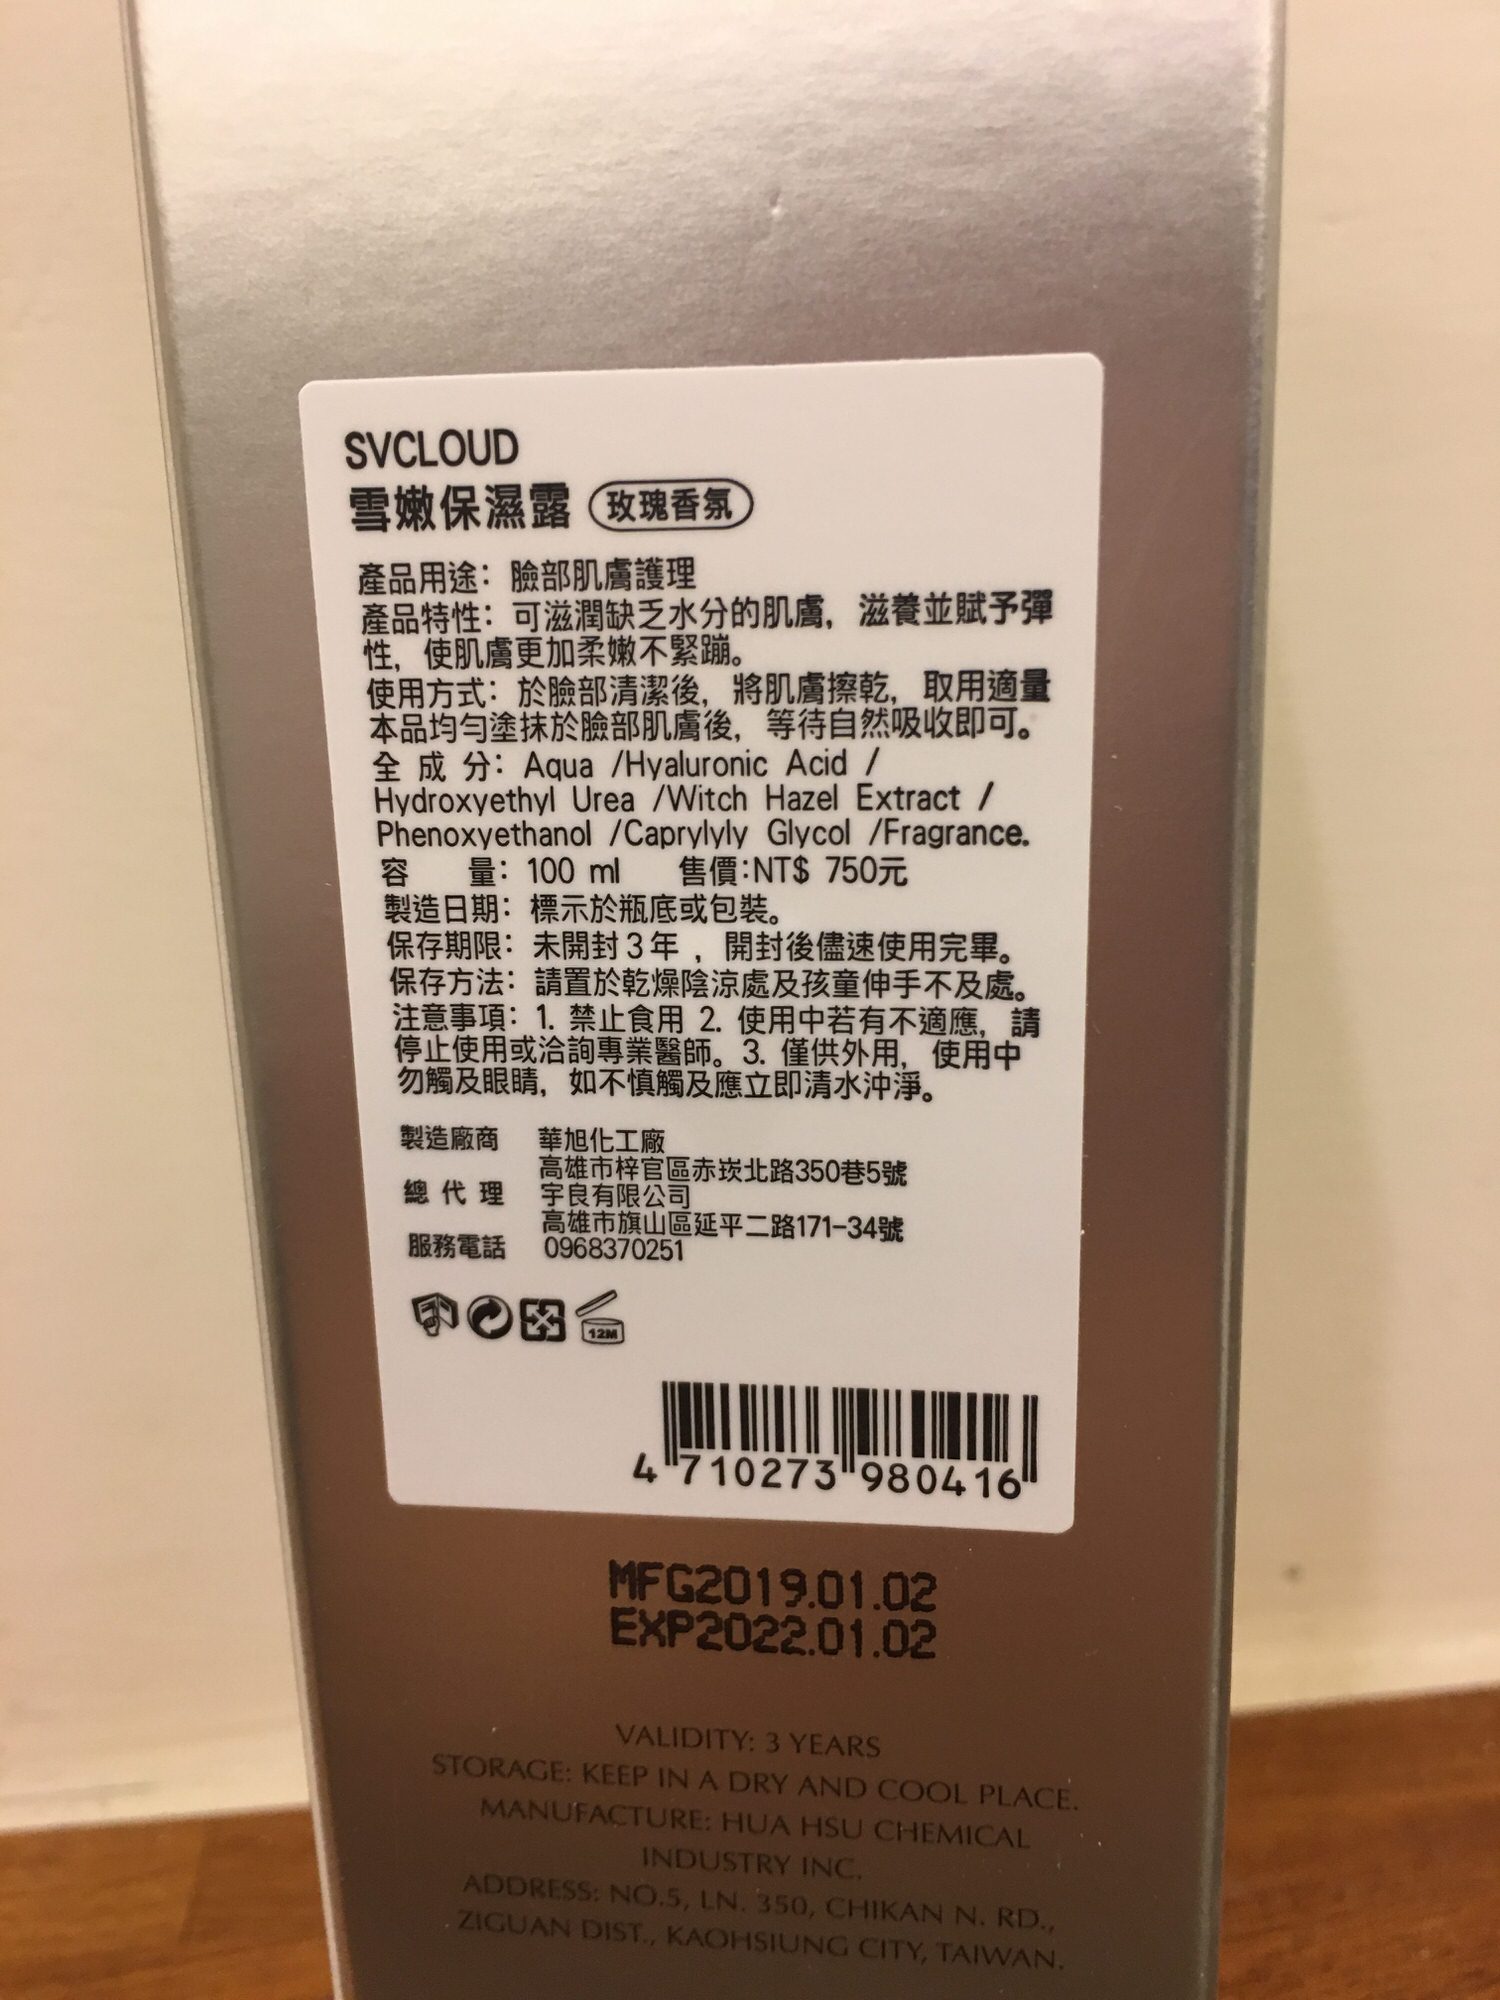 SVCLOUD
雪嫩保濕露 玫瑰香氛
產品用途：臉部肌膚護理
產品特性：可滋潤缺乏水分的肌膚，滋養並賦予彈
性，使肌膚更加柔嫩不緊蹦。
使用方式：於臉部清潔後，將肌膚擦乾，取用適量
本品均勻塗抹於臉部肌膚後，等待自然吸收即可。
全 成 分：Aqua /Hyaluronic Acid /
Hydroxyethyl Urea /Witch Hazel Extract /
Phenoxyethanol /Caprylyly Glycol /Fragrance.
容　　量：100 ml　售價:NT$ 750元
製造日期：標示於瓶底或包裝。
保存期限：未開封3年，開封後儘速使用完畢。
保存方法：請置於乾燥陰涼處及孩童伸手不及處。
注意事項：1. 禁止食用 2. 使用中若有不適應，請
停止使用或洽詢專業醫師。3. 僅供外用，使用中
勿觸及眼睛，如不慎觸及應立即清水沖淨。
製造廠商 華旭化工廠
高雄市梓官區赤崁北路350巷5號
總 代 理 宇良有限公司
高雄市旗山區延平二路171-34號
服務電話 0968370251
12M
4 710273 980416
MFG2019.01.02
EXP2022.01.02
VALIDITY: 3 YEARS
STORAGE: KEEP IN A DRY AND COOL PLACE.
MANUFACTURE: HUA HSU CHEMICAL
INDUSTRY INC.
ADDRESS: NO.5, LN. 350, CHIKAN N. RD.,
ZIGUAN DIST., KAOHSIUNG CITY, TAIWAN.